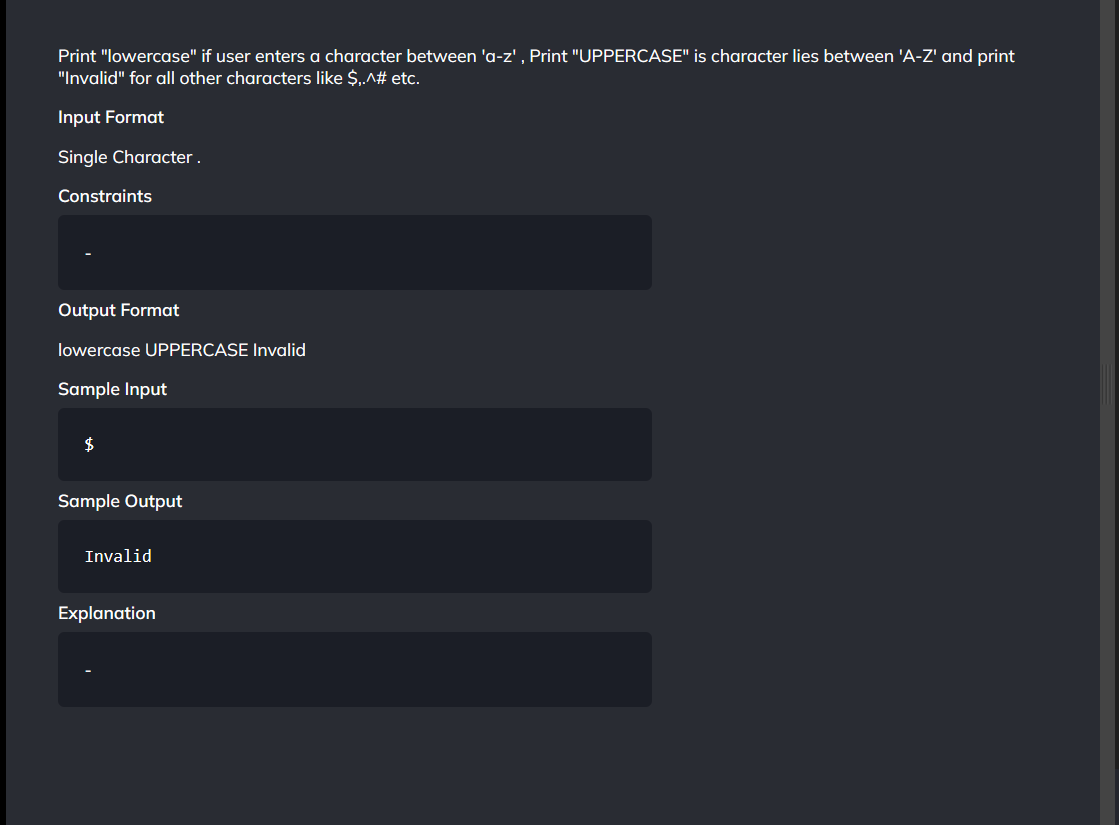 Print "lowercase" if user enters a character between 'a-z' , Print "UPPERCASE" is character lies between 'A-Z' and print
"Invalid" for all other characters like $,.^# etc.
Input Format
Single Character .
Constraints
-
Output Format
lowercase UPPERCASE Invalid
Sample Input
$
Sample Output
Invalid
Explanation
-